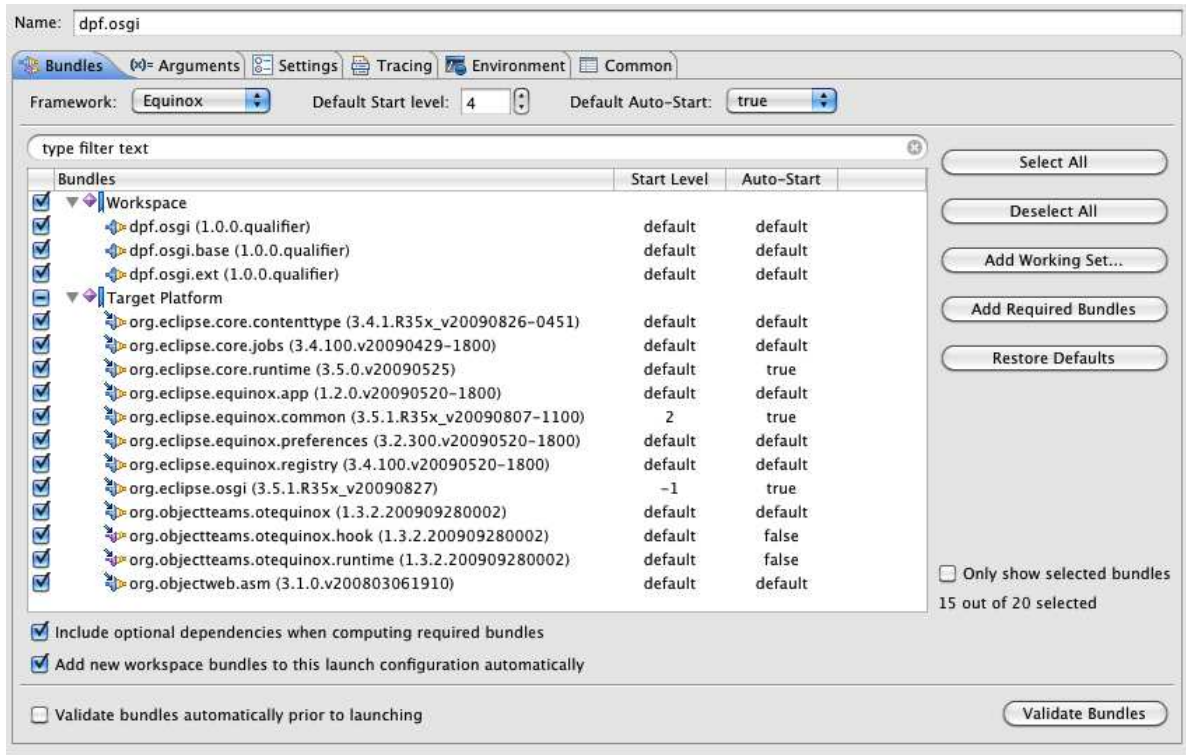 Name: dpf.osgi
Bundles (x)= Arguments Settings Tracing Environment Common
Framework: Equinox Default Start level: 4 Default Auto-Start: true
type filter text
Bundles Start Level Auto-Start
Workspace
dpf.osgi (1.0.0.qualifier) default default
dpf.osgi.base (1.0.0.qualifier) default default
dpf.osgi.ext (1.0.0.qualifier) default default
Target Platform
org.eclipse.core.contenttype (3.4.1.R35x_v20090826-0451) default default
org.eclipse.core.jobs (3.4.100.v20090429-1800) default default
org.eclipse.core.runtime (3.5.0.v20090525) default true
org.eclipse.equinox.app (1.2.0.v20090520-1800) default default
org.eclipse.equinox.common (3.5.1.R35x_v20090807-1100) 2 true
org.eclipse.equinox.preferences (3.2.300.v20090520-1800) default default
org.eclipse.equinox.registry (3.4.100.v20090520-1800) default default
org.eclipse.osgi (3.5.1.R35x_v20090827) -1 true
org.objectteams.otequinox (1.3.2.200909280002) default default
org.objectteams.otequinox.hook (1.3.2.200909280002) default false
org.objectteams.otequinox.runtime (1.3.2.200909280002) default false
org.objectweb.asm (3.1.0.v200803061910) default default
Select All
Deselect All
Add Working Set...
Add Required Bundles
Restore Defaults
Only show selected bundles
15 out of 20 selected
Include optional dependencies when computing required bundles
Add new workspace bundles to this launch configuration automatically
Validate bundles automatically prior to launching Validate Bundles